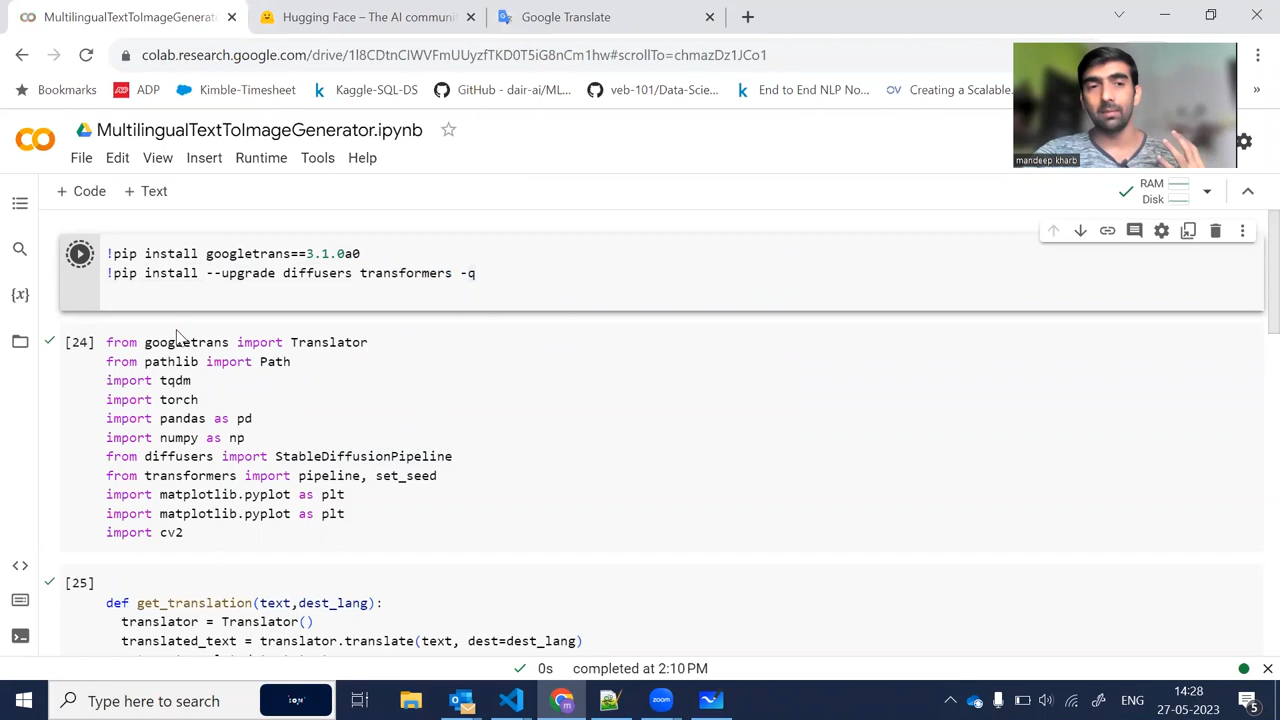 MultilingualTextToImageGenerator
Hugging Face – The AI communi
Google Translate
colab.research.google.com/drive/1l8CDtnCIWVFmUUyzfTKD0T5iG8nCm1hw#scrollTo=chmazDz1JCo1
Bookmarks
ADP
Kimble-Timesheet
Kaggle-SQL-DS
GitHub - dair-ai/ML...
veb-101/Data-Scie...
End to End NLP No...
Creating a Scalable.
»
mandeep kharb
MultilingualTextToImageGenerator.ipynb
File Edit View Insert Runtime Tools Help
+ Code + Text
RAM
Disk
!pip install googletrans==3.1.0a0
!pip install --upgrade diffusers transformers -q
[24] from googletrans import Translator
from pathlib import Path
import tqdm
import torch
import pandas as pd
import numpy as np
from diffusers import StableDiffusionPipeline
from transformers import pipeline, set_seed
import matplotlib.pyplot as plt
import matplotlib.pyplot as plt
import cv2
[25]
def get_translation(text,dest_lang):
translator = Translator()
translated_text = translator.translate(text, dest=dest_lang)
0s completed at 2:10 PM
Type here to search
ENG
14:28
27-05-2023
5